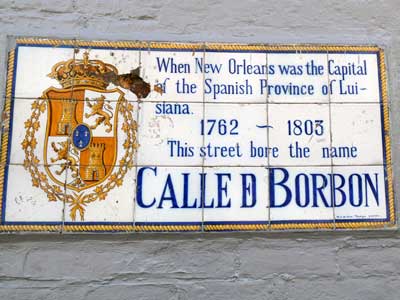 When New Orleans was the Capital
of the Spanish Province of Lui-
siana.
1762 ~ 1803
This street bore the name
CALLE D BORBON